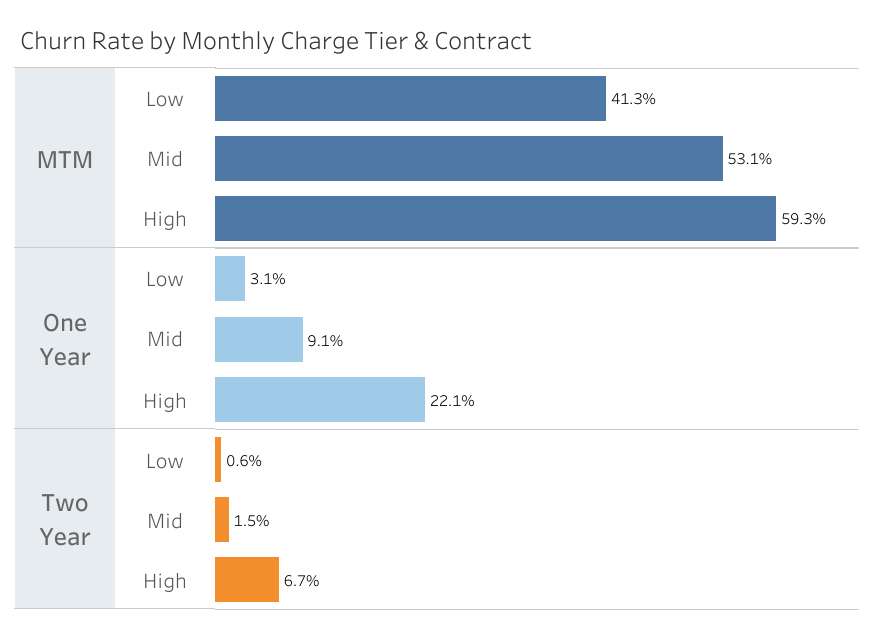 Churn Rate by Monthly Charge Tier & Contract
MTM
Low 41.3%
Mid 53.1%
High 59.3%
One
Year
Low 3.1%
Mid 9.1%
High 22.1%
Two
Year
Low 0.6%
Mid 1.5%
High 6.7%